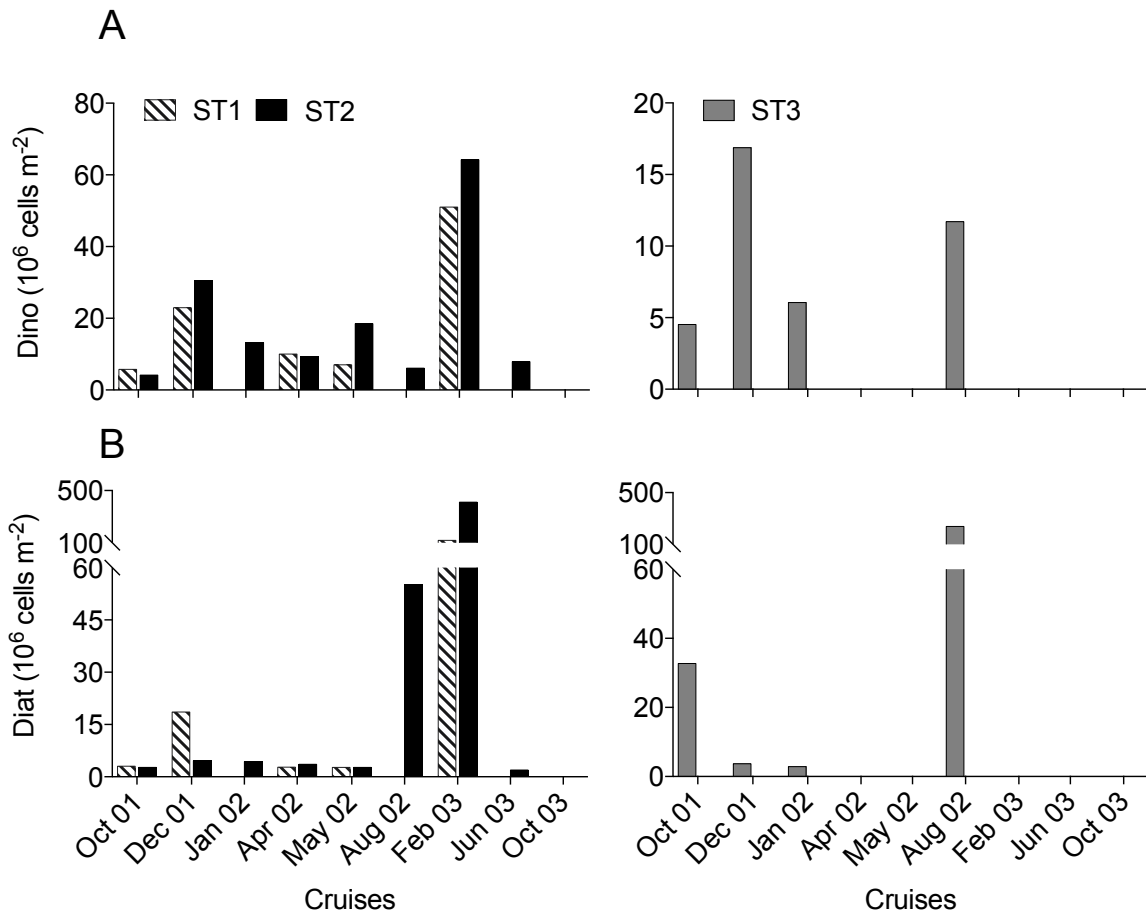 A
ST1 ST2
Dino (10⁶ cells m⁻²)
80
60
40
20
0
ST3
20
15
10
5
0
B
Diat (10⁶ cells m⁻²)
500
100
60
45
30
15
0
Oct 01 Dec 01 Jan 02 Apr 02 May 02 Aug 02 Feb 03 Jun 03 Oct 03
Cruises
500
100
60
40
20
0
Oct 01 Dec 01 Jan 02 Apr 02 May 02 Aug 02 Feb 03 Jun 03 Oct 03
Cruises